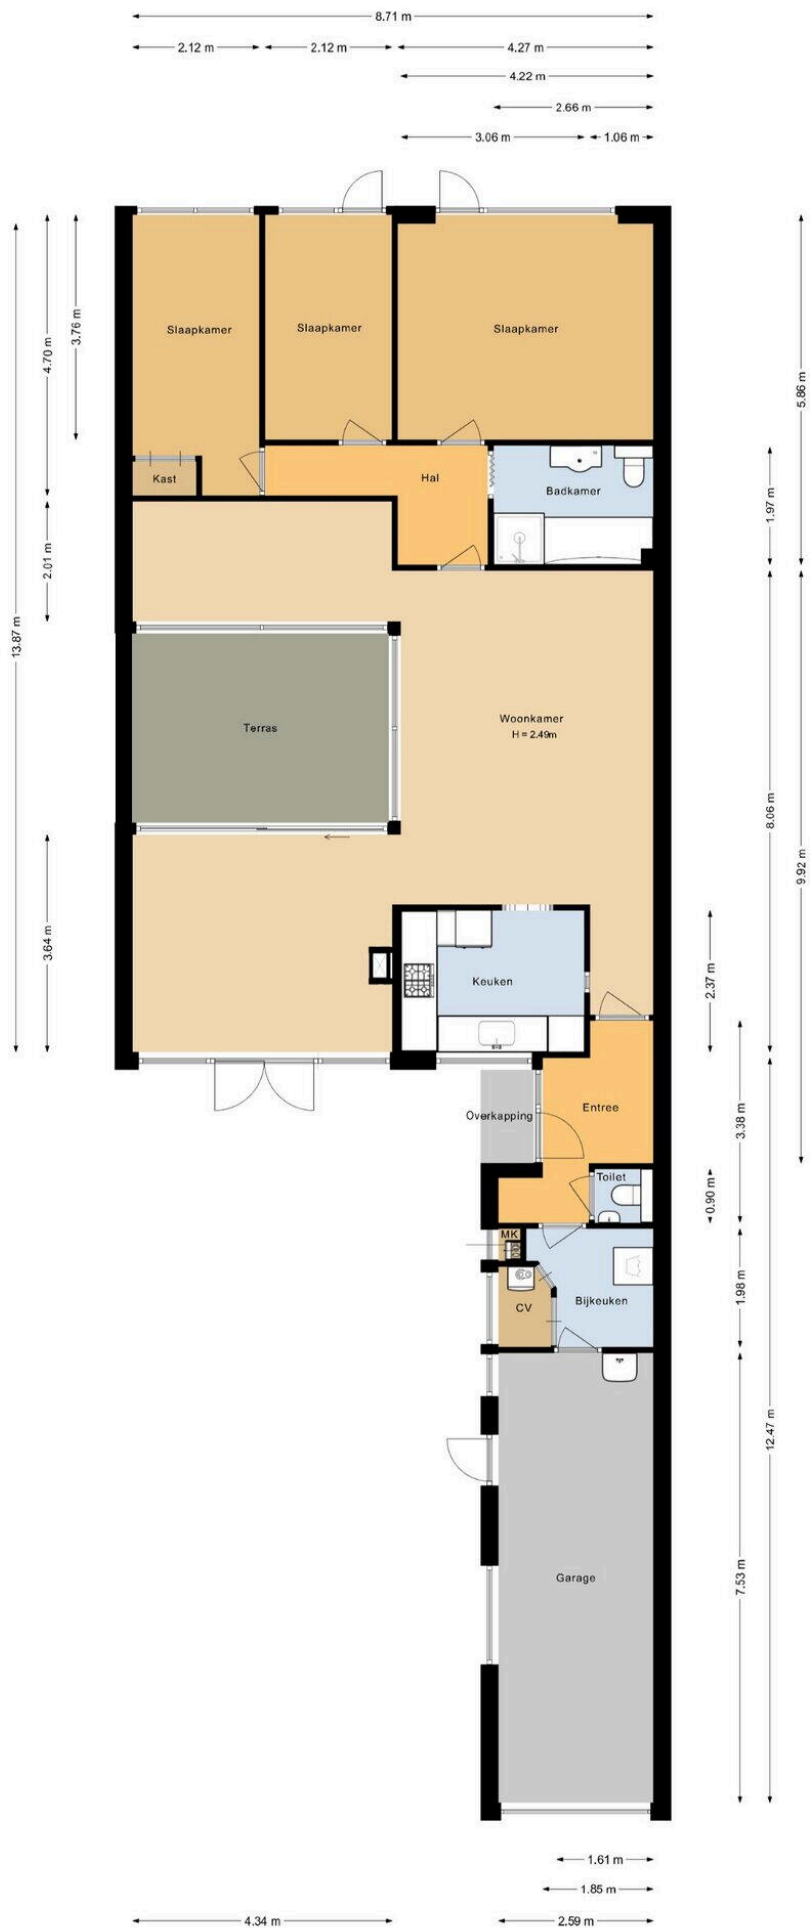 8.71 m
2.12 m
2.12 m
4.27 m
4.22 m
2.66 m
3.06 m
1.06 m
13.87 m
4.70 m
3.76 m
5.86 m
Slaapkamer
Slaapkamer
Slaapkamer
Kast
Hal
Badkamer
1.97 m
2.01 m
Terras
Woonkamer
H = 2.49m
8.06 m
9.92 m
3.64 m
Keuken
2.37 m
Overkapping
Entree
3.38 m
Toilet
0.90 m
MK
CV
Bijkeuken
1.98 m
12.47 m
Garage
7.53 m
1.61 m
1.85 m
4.34 m
2.59 m